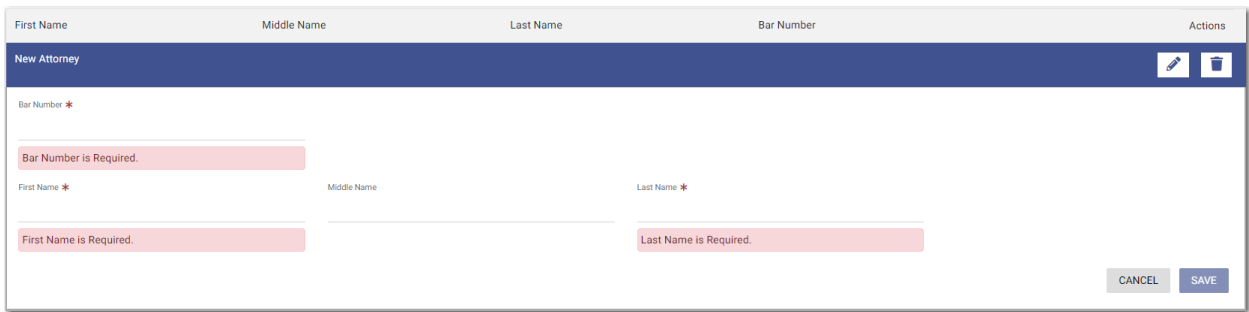 First Name Middle Name Last Name Bar Number Actions
New Attorney
Bar Number *
Bar Number is Required.
First Name * Middle Name Last Name *
First Name is Required. Last Name is Required.
CANCEL SAVE